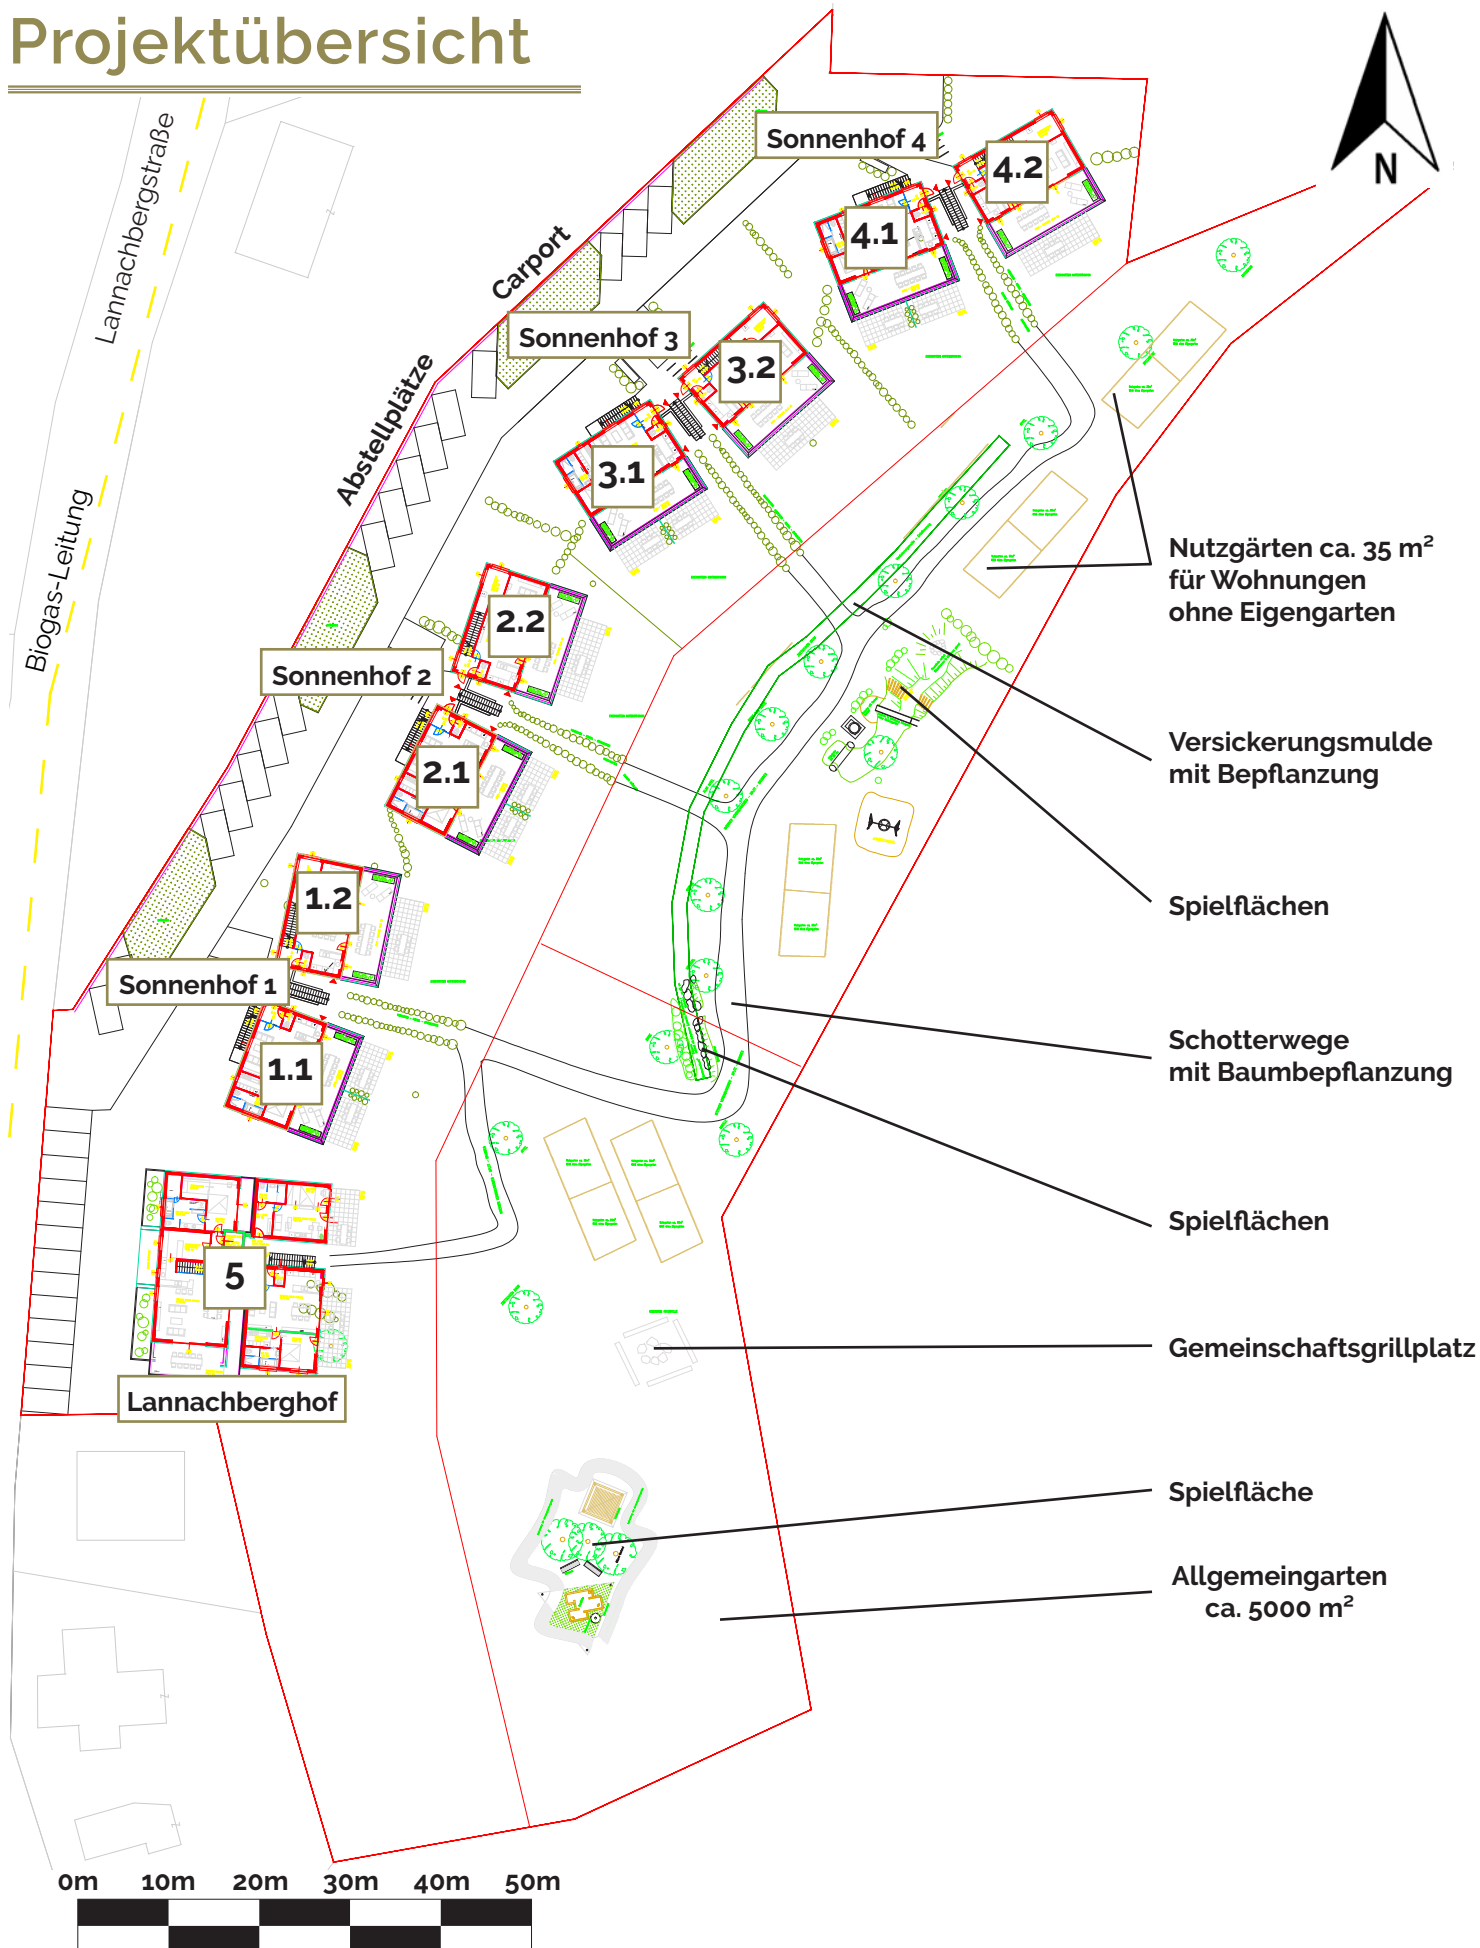 Projektübersicht
N
Lannachbergstraße
Biogas-Leitung
Carport
Abstellplätze
Sonnenhof 4
4.2
4.1
Sonnenhof 3
3.2
3.1
Nutzgärten ca. 35 m²
für Wohnungen
ohne Eigengarten
2.2
Sonnenhof 2
2.1
Versickerungsmulde
mit Bepflanzung
1.2
Spielflächen
Sonnenhof 1
1.1
Schotterwege
mit Baumbepflanzung
Spielflächen
5
Lannachberghof
Gemeinschaftsgrillplatz
Spielfläche
Allgemeingarten
ca. 5000 m²
0m 10m 20m 30m 40m 50m